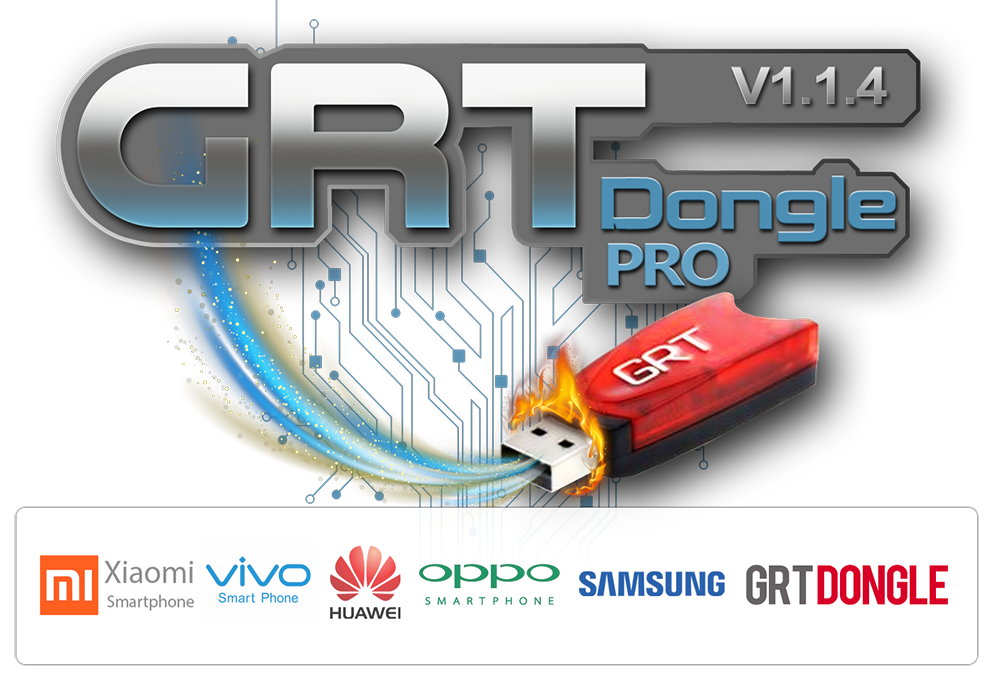 GRT
V1.1.4
Dongle
PRO
GRT
mi Xiaomi
Smartphone
vivo
Smart Phone
HUAWEI
oppo
SMARTPHONE
SAMSUNG
GRTDONGLE